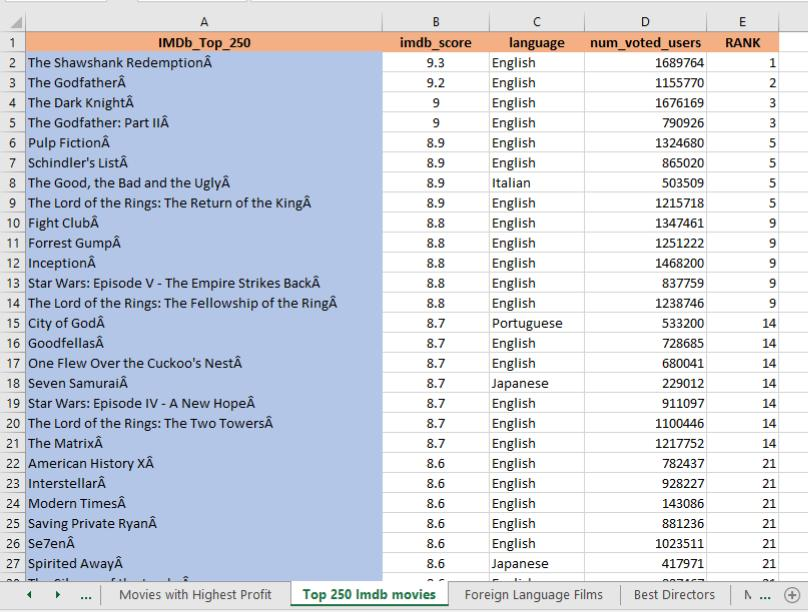 A B C D E
1 IMDb_Top_250 imdb_score language num_voted_users RANK
2 The Shawshank RedemptionÂ 9.3 English 1689764 1
3 The GodfatherÂ 9.2 English 1155770 2
4 The Dark KnightÂ 9 English 1676169 3
5 The Godfather: Part IIÂ 9 English 790926 3
6 Pulp FictionÂ 8.9 English 1324680 5
7 Schindler's ListÂ 8.9 English 865020 5
8 The Good, the Bad and the UglyÂ 8.9 Italian 503509 5
9 The Lord of the Rings: The Return of the KingÂ 8.9 English 1215718 5
10 Fight ClubÂ 8.8 English 1347461 9
11 Forrest GumpÂ 8.8 English 1251222 9
12 InceptionÂ 8.8 English 1468200 9
13 Star Wars: Episode V - The Empire Strikes BackÂ 8.8 English 837759 9
14 The Lord of the Rings: The Fellowship of the RingÂ 8.8 English 1238746 9
15 City of GodÂ 8.7 Portuguese 533200 14
16 GoodfellasÂ 8.7 English 728685 14
17 One Flew Over the Cuckoo's NestÂ 8.7 English 680041 14
18 Seven SamuraiÂ 8.7 Japanese 229012 14
19 Star Wars: Episode IV - A New HopeÂ 8.7 English 911097 14
20 The Lord of the Rings: The Two TowersÂ 8.7 English 1100446 14
21 The MatrixÂ 8.7 English 1217752 14
22 American History XÂ 8.6 English 782437 21
23 InterstellarÂ 8.6 English 928227 21
24 Modern TimesÂ 8.6 English 143086 21
25 Saving Private RyanÂ 8.6 English 881236 21
26 Se7enÂ 8.6 English 1023511 21
27 Spirited AwayÂ 8.6 Japanese 417971 21
... Movies with Highest Profit Top 250 Imdb movies Foreign Language Films Best Directors ...